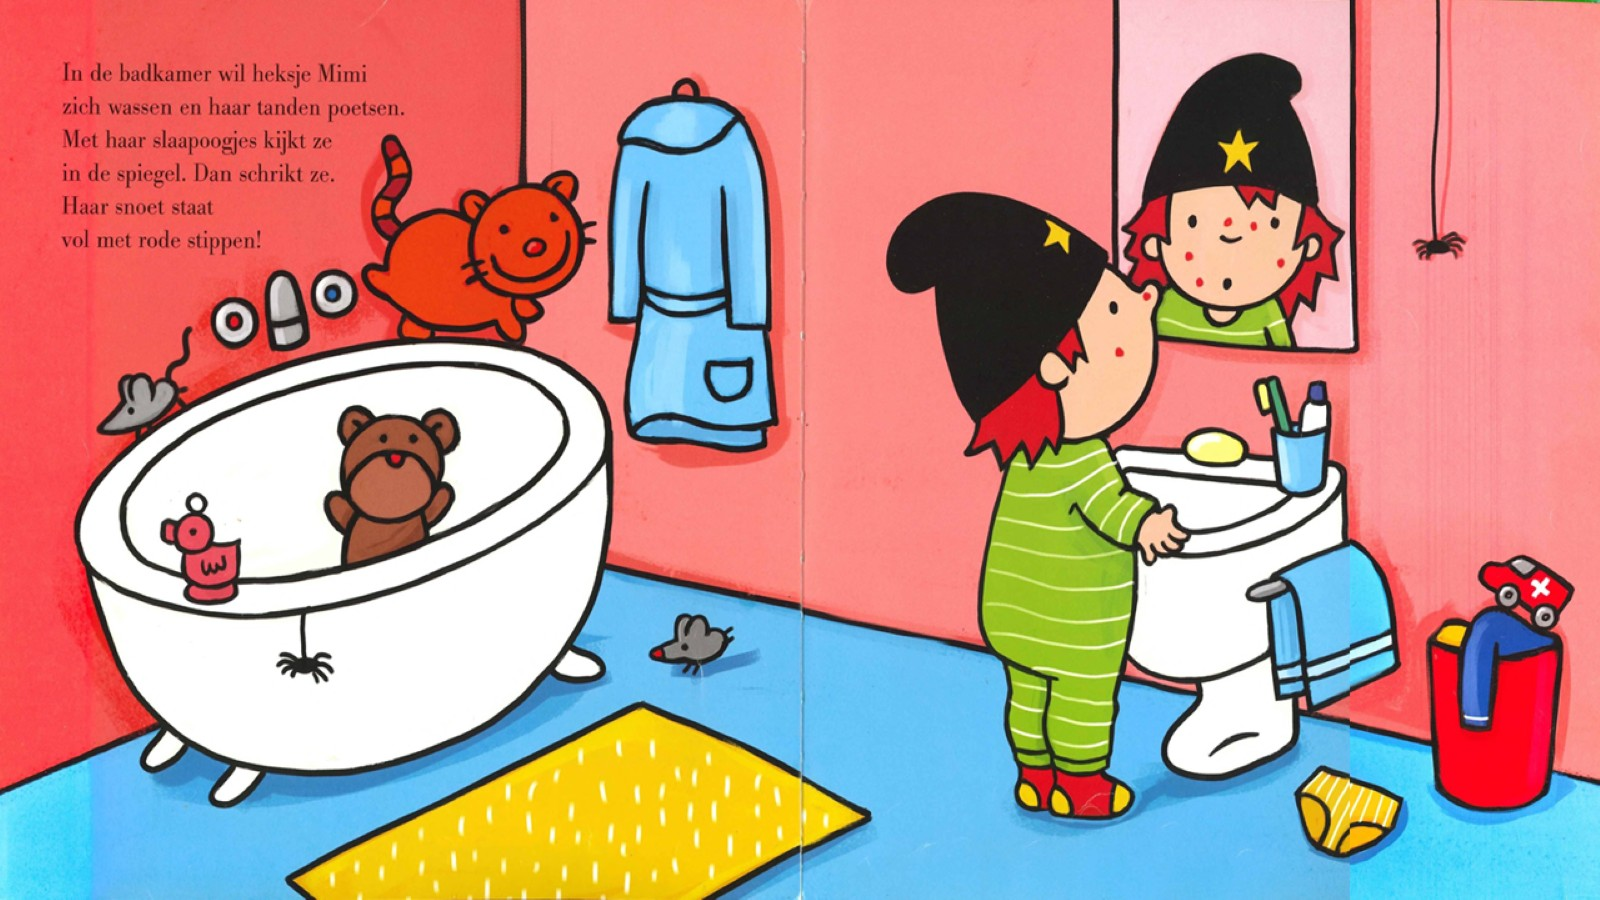 In de badkamer wil heksje Mimi
zich wassen en haar tanden poetsen.
Met haar slaapoogjes kijkt ze
in de spiegel. Dan schrikt ze.
Haar snoet staat
vol met rode stippen!